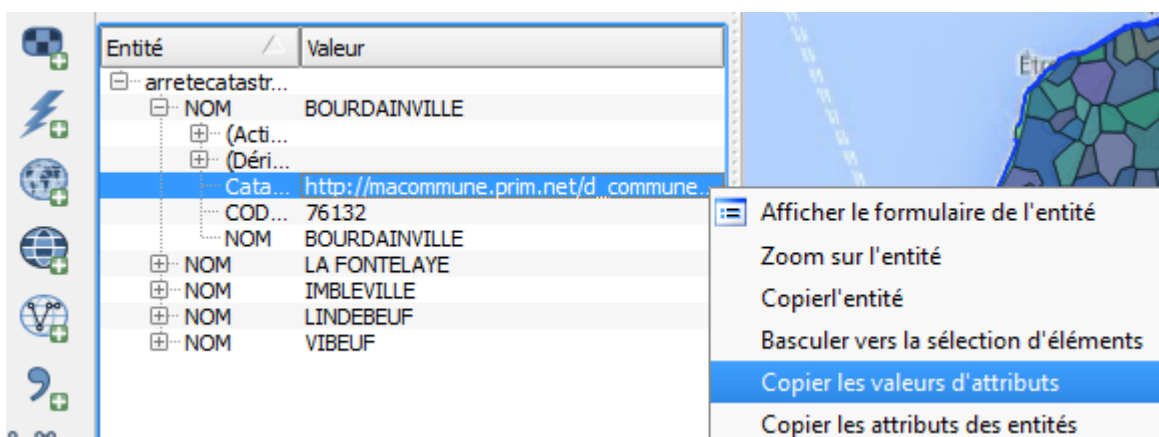 Entité Valeur
arretecatastr...
NOM BOURDAINVILLE
(Acti...
(Déri...
Cata... http://macommune.prim.net/d_commune...
COD... 76132
NOM BOURDAINVILLE
NOM LA FONTELAYE
NOM IMBLEVILLE
NOM LINDEBEUF
NOM VIBEUF
Afficher le formulaire de l'entité
Zoom sur l'entité
Copierl'entité
Basculer vers la sélection d'éléments
Copier les valeurs d'attributs
Copier les attributs des entités